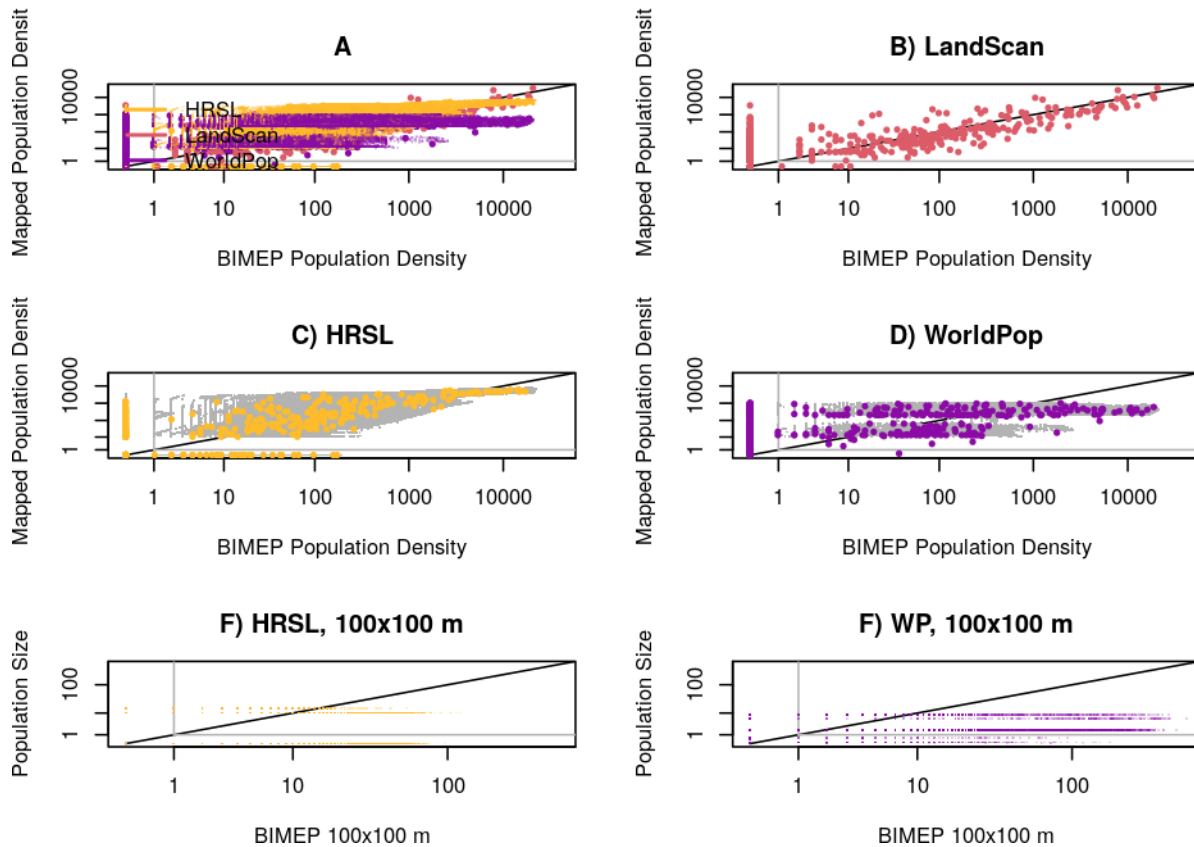 A
Mapped Population Densit
10000
1
HRSL
LandScan
WorldPop
1 10 100 1000 10000
BIMEP Population Density
B) LandScan
Mapped Population Densit
10000
1
1 10 100 1000 10000
BIMEP Population Density
C) HRSL
Mapped Population Densit
10000
1
1 10 100 1000 10000
BIMEP Population Density
D) WorldPop
Mapped Population Densit
10000
1
1 10 100 1000 10000
BIMEP Population Density
F) HRSL, 100x100 m
Population Size
100
1
1 10 100
BIMEP 100x100 m
F) WP, 100x100 m
Population Size
100
1
1 10 100
BIMEP 100x100 m